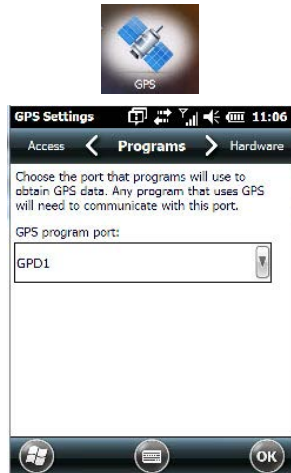 GPS
GPS Settings 11:06
Access Programs Hardware
Choose the port that programs will use to
obtain GPS data. Any program that uses GPS
will need to communicate with this port.
GPS program port:
GPD1
OK